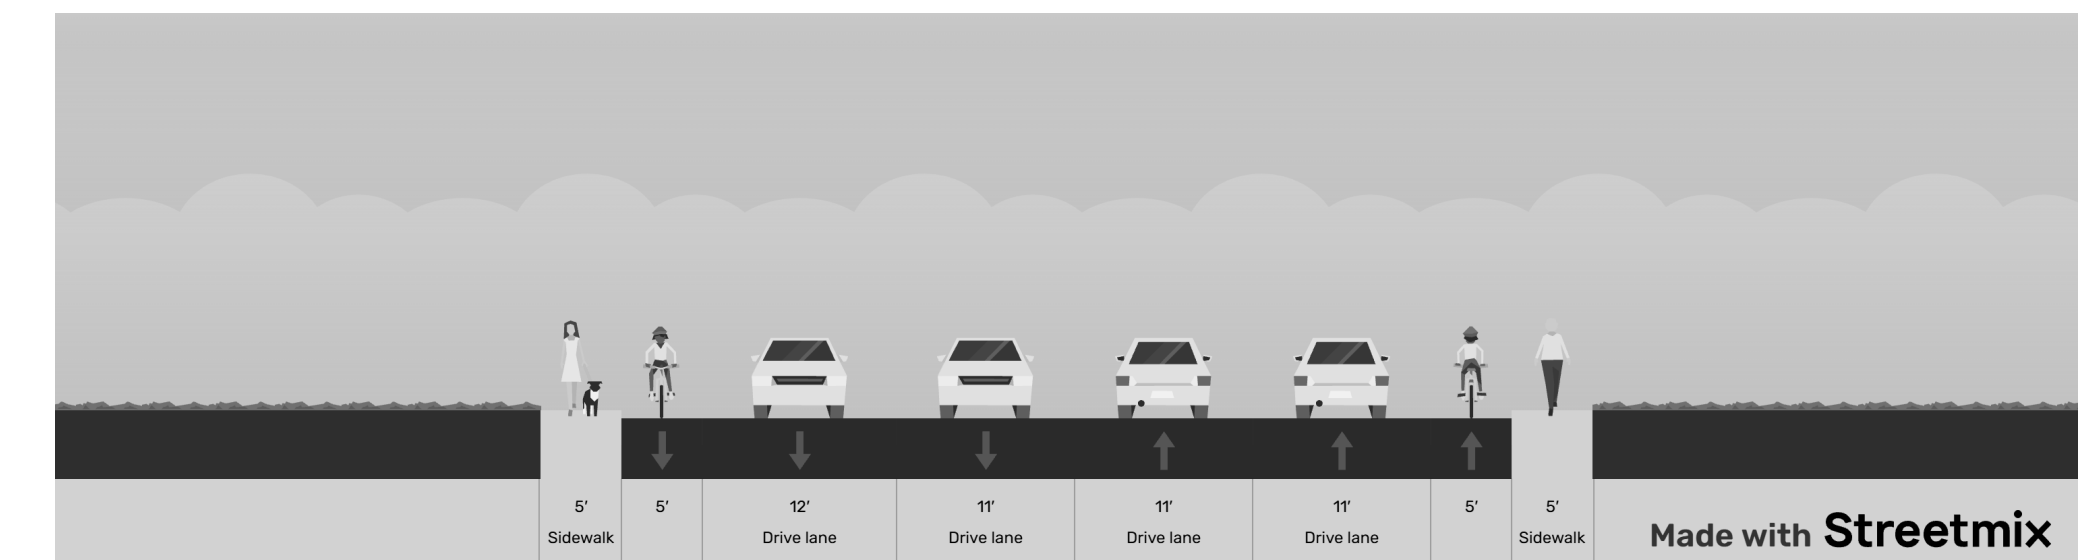 5′ 5′ 12′ 11′ 11′ 11′ 5′ 5′
Sidewalk Drive lane Drive lane Drive lane Drive lane Sidewalk
Made with Streetmix